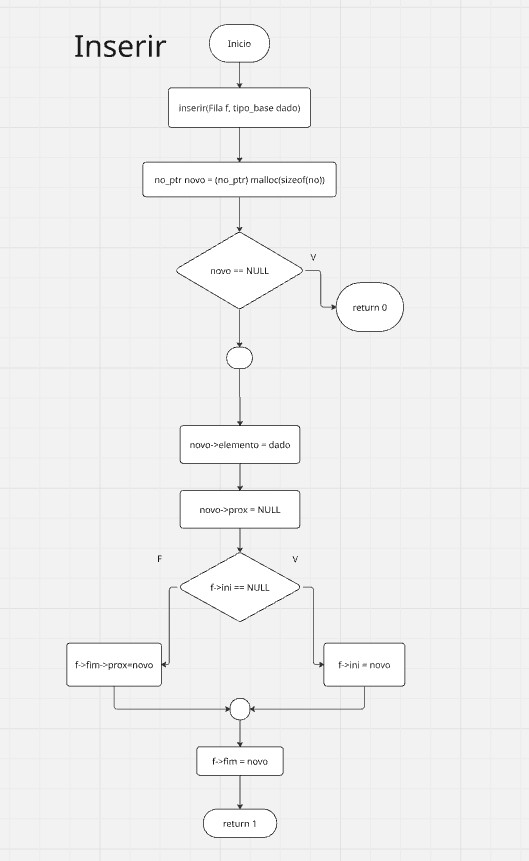 Inserir
Inicio
inserir(Fila f, tipo_base dado)
no_ptr novo = (no_ptr) malloc(sizeof(no))
novo == NULL
V
return 0
novo->elemento = dado
novo->prox = NULL
F
V
f->ini == NULL
f->fim->prox=novo
f->ini = novo
f->fim = novo
return 1